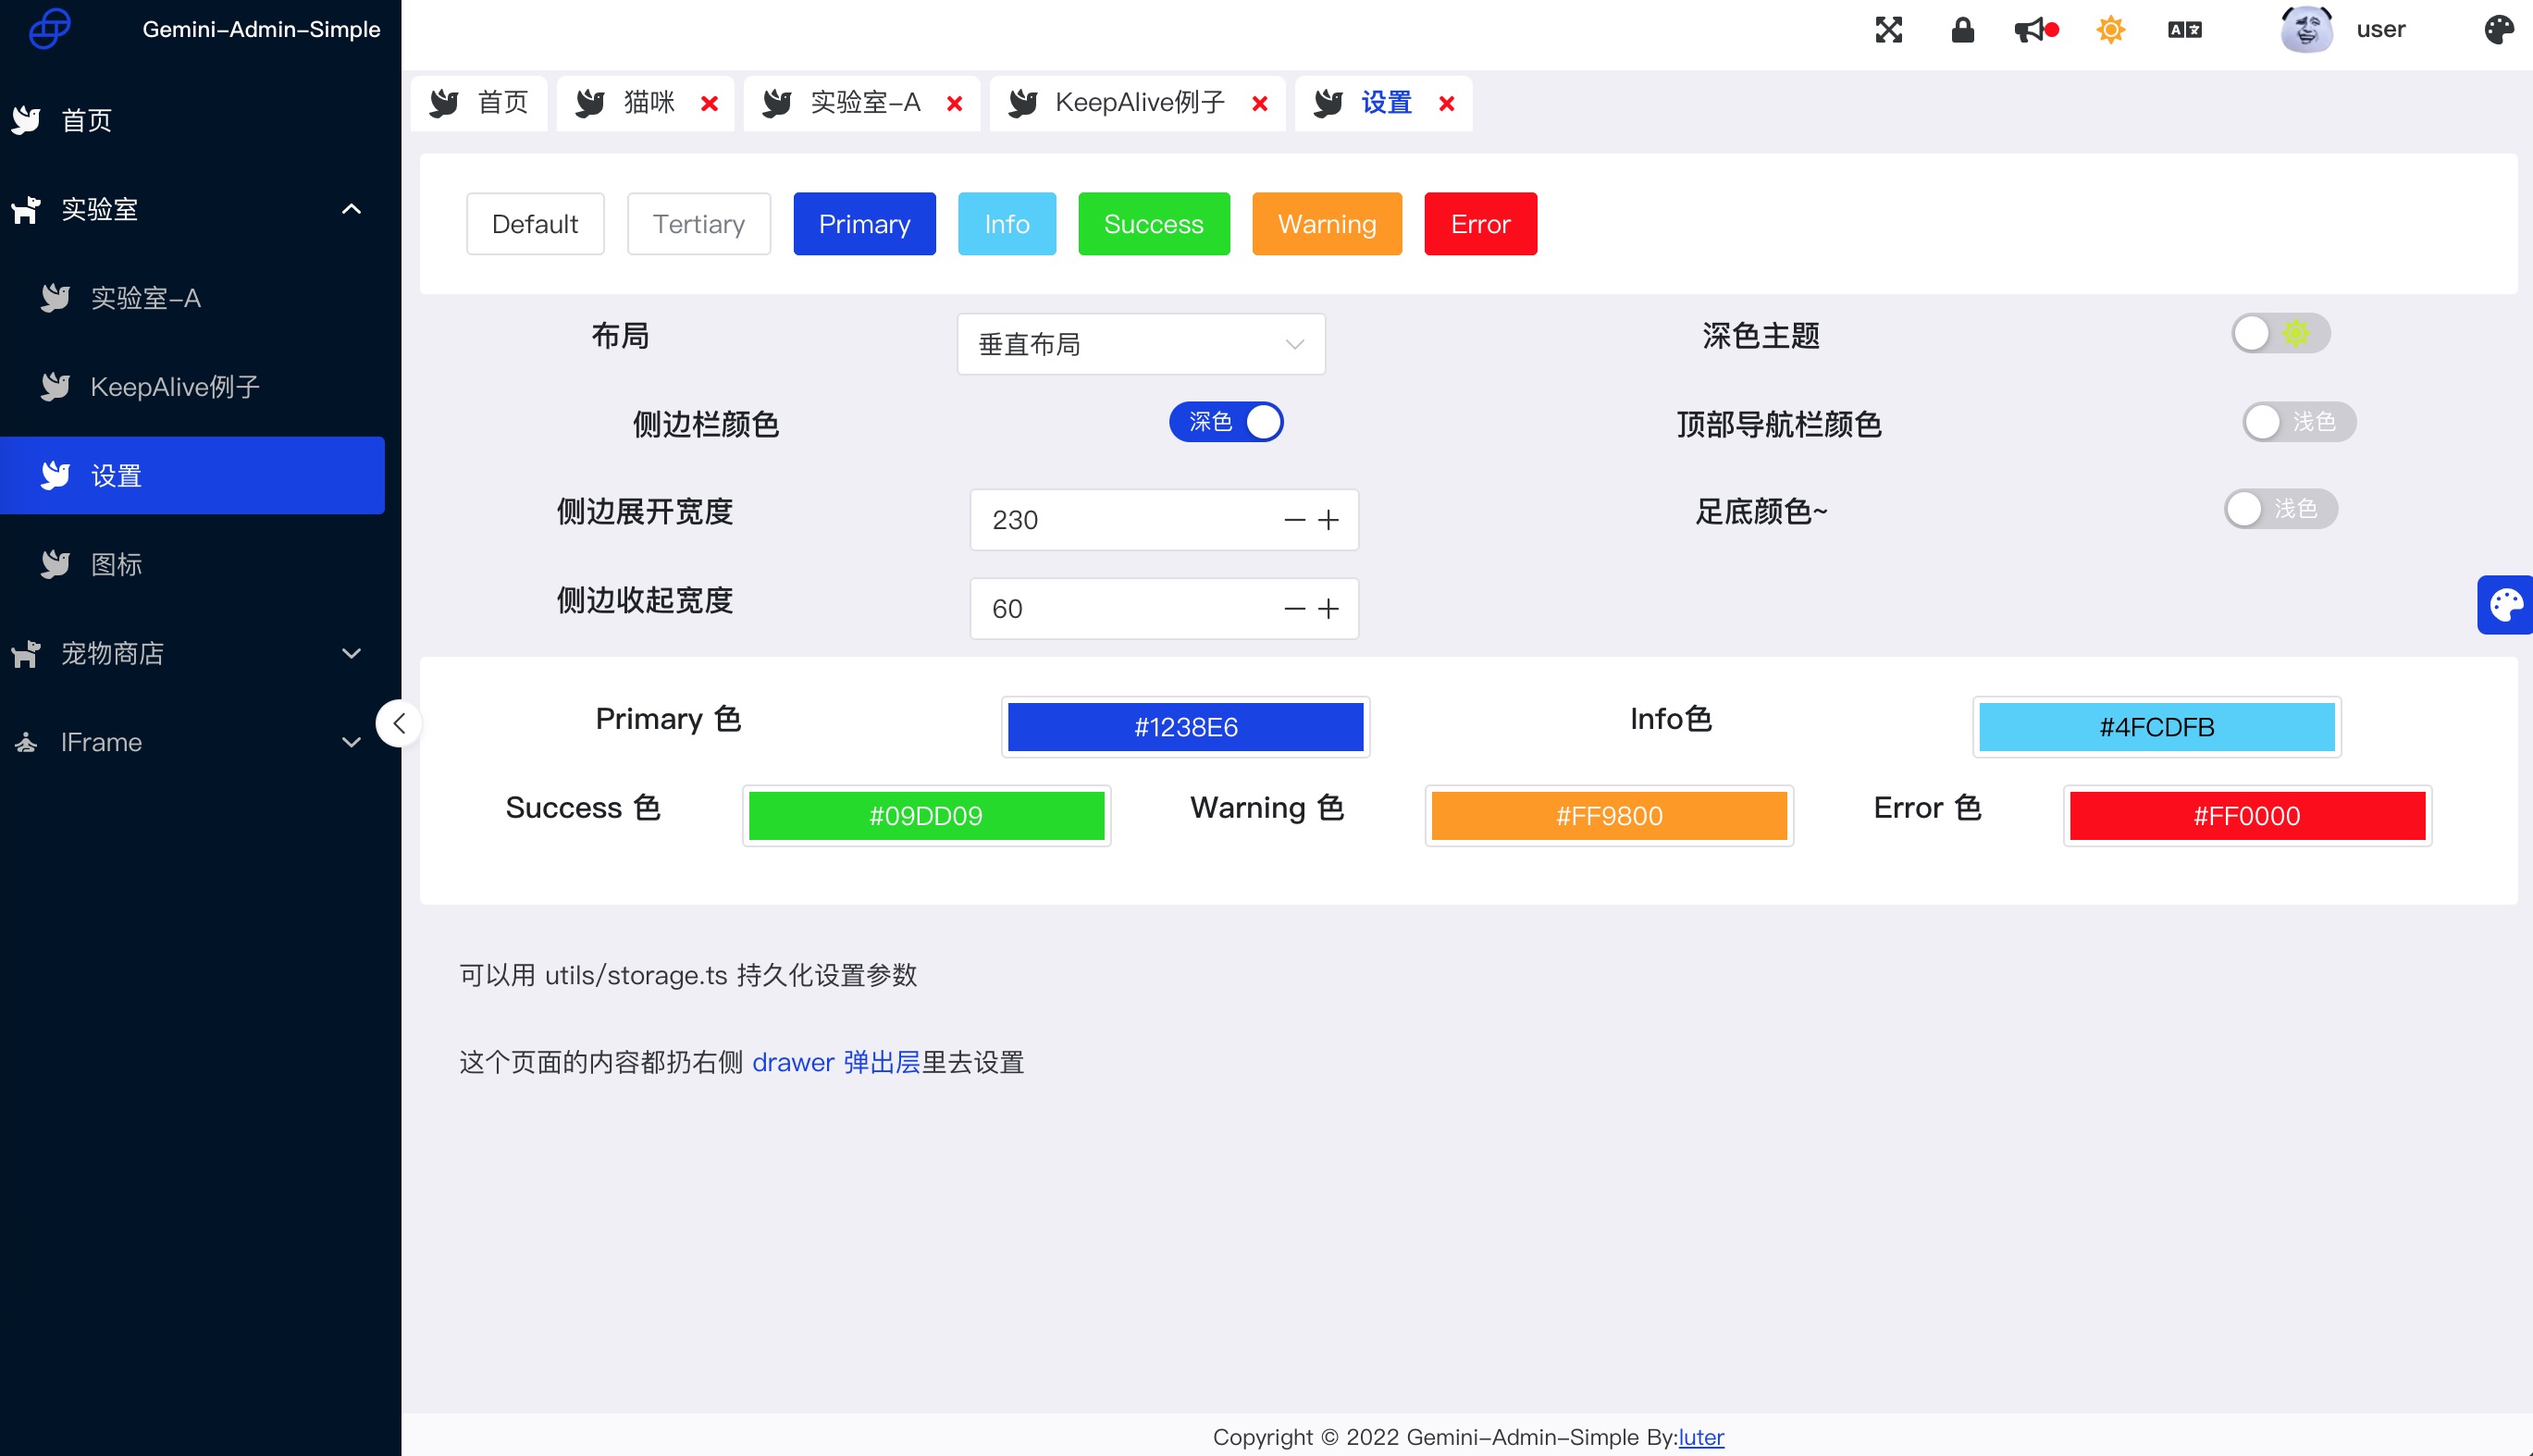 Gemini-Admin-Simple
user
首页
实验室
实验室-A
KeepAlive例子
设置
图标
宠物商店
IFrame
首页 猫咪 实验室-A KeepAlive例子 设置
Default Tertiary Primary Info Success Warning Error
布局 垂直布局 深色主题
侧边栏颜色 深色 顶部导航栏颜色 浅色
侧边展开宽度 230 足底颜色~ 浅色
侧边收起宽度 60
Primary 色 #1238E6 Info色 #4FCDFB
Success 色 #09DD09 Warning 色 #FF9800 Error 色 #FF0000
可以用 utils/storage.ts 持久化设置参数
这个页面的内容都扔右侧 drawer 弹出层里去设置
Copyright © 2022 Gemini-Admin-Simple By:luter